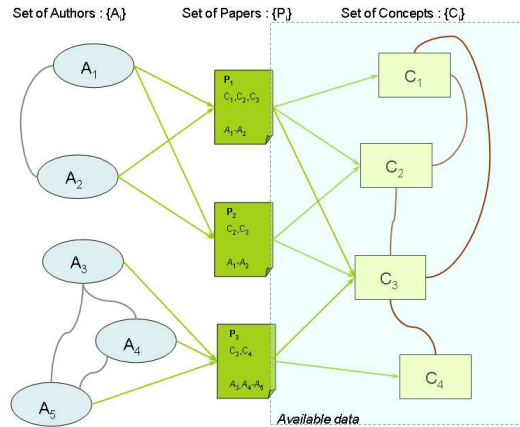 Set of Authors : {Ai}
Set of Papers : {Pi}
Set of Concepts : {Ci}
A1
A2
A3
A4
A5
P1
C1,C2,C3
A1-A2
P2
C2,C3
A1-A2
P3
C3,C4
A3,A4-A5
C1
C2
C3
C4
Available data